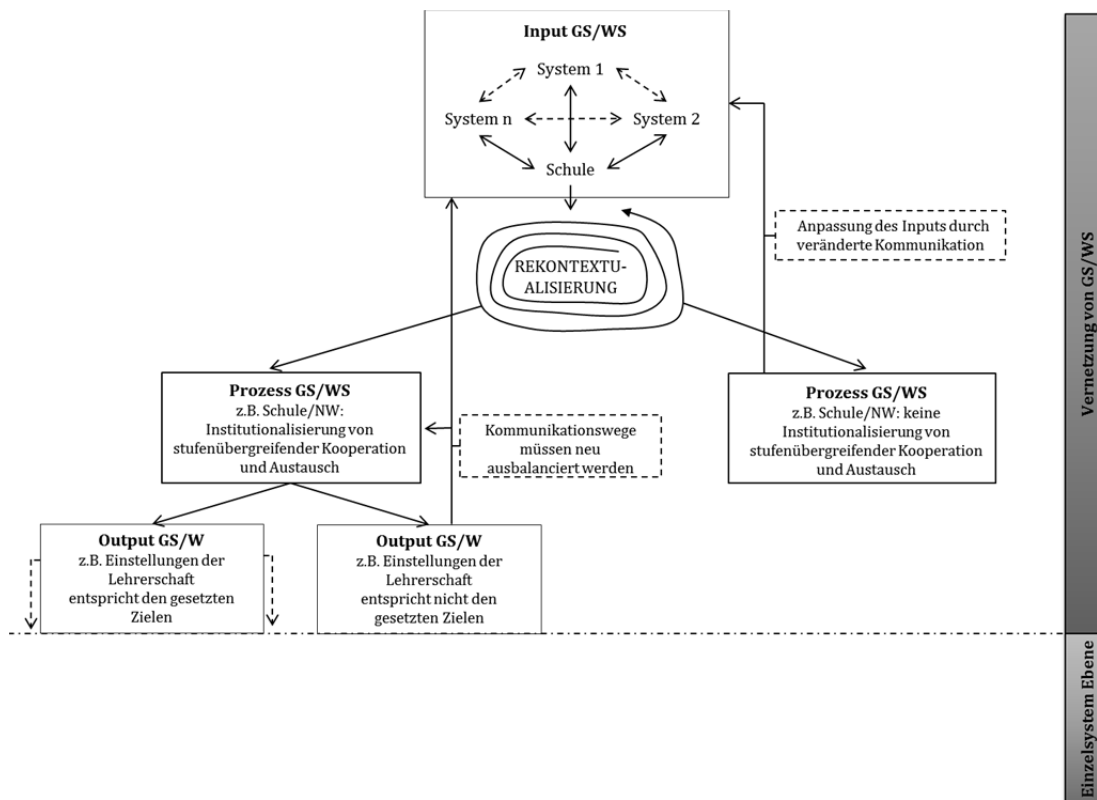 Input GS/WS
System 1
System n
System 2
Schule
Anpassung des Inputs durch
veränderte Kommunikation
REKONTEXTU-
ALISIERUNG
Prozess GS/WS
z.B. Schule/NW:
Institutionalisierung von
stufenübergreifender Kooperation
und Austausch
Kommunikationswege
müssen neu
ausbalanciert werden
Prozess GS/WS
z.B. Schule/NW: keine
Institutionalisierung von
stufenübergreifender Kooperation
und Austausch
Output GS/W
z.B. Einstellungen der
Lehrerschaft
entspricht den gesetzten
Zielen
Output GS/W
z.B. Einstellungen der
Lehrerschaft
entspricht nicht den
gesetzten Zielen
Vernetzung von GS/WS
Einzelsystem Ebene